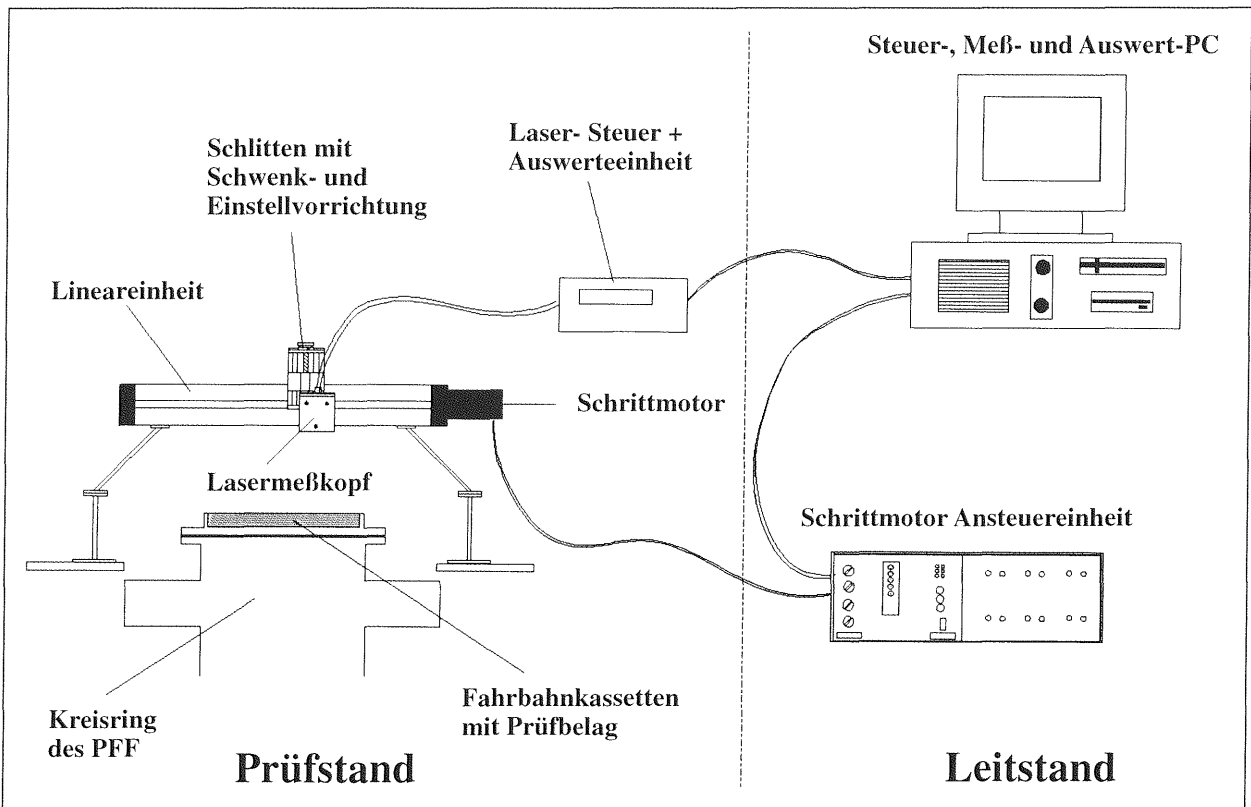 Steuer-, Meß- und Auswert-PC
Laser- Steuer +
Auswerteeinheit
Schlitten mit
Schwenk- und
Einstellvorrichtung
Lineareinheit
Schrittmotor
Lasermeßkopf
Schrittmotor Ansteuereinheit
Kreisring
des PFF
Fahrbahnkassetten
mit Prüfbelag
Prüfstand
Leitstand